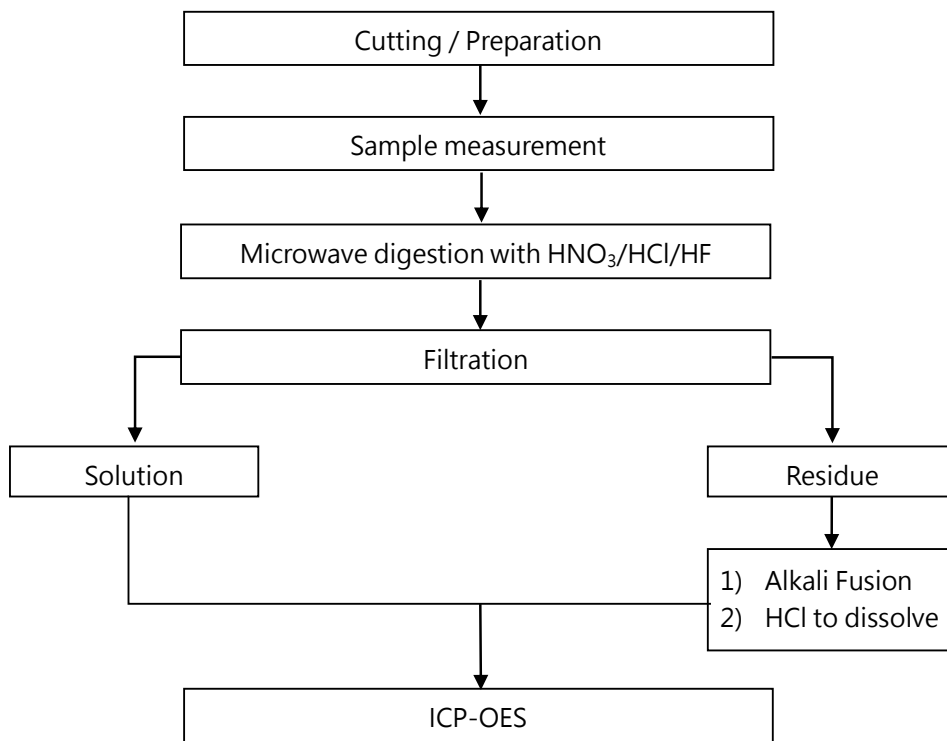 Cutting / Preparation
Sample measurement
Microwave digestion with HNO₃/HCl/HF
Filtration
Solution
Residue
1) Alkali Fusion
2) HCl to dissolve
ICP-OES